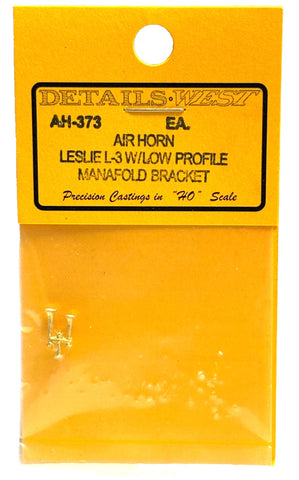 DETAILS·WEST
AH-373 EA.
AIR HORN
LESLIE L-3 W/LOW PROFILE
MANAFOLD BRACKET
Precision Castings in "HO" Scale